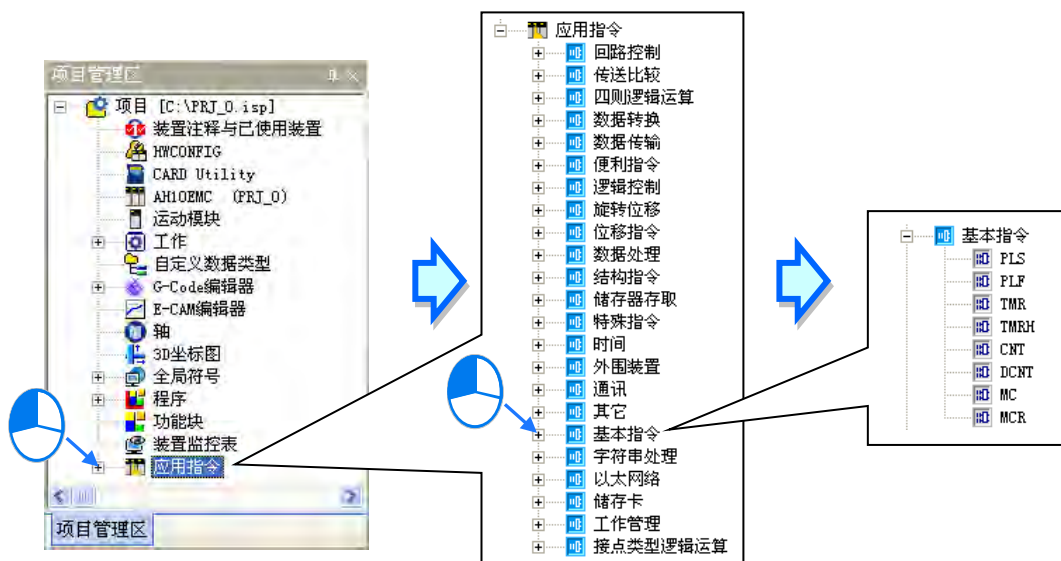 项目管理区
项目 [C:\PRJ_0.isp]
装置注释与已使用装置
HWCONFIG
CARD Utility
AH10EMC (PRJ_0)
运动模块
工作
自定义数据类型
G-Code编辑器
E-CAM编辑器
轴
3D坐标图
全局符号
程序
功能块
装置监控表
应用指令
项目管理区
应用指令
回路控制
传送比较
四则逻辑运算
数据转换
数据传输
便利指令
逻辑控制
旋转位移
位移指令
数据处理
结构指令
储存器存取
特殊指令
时间
外围装置
通讯
其它
基本指令
字符串处理
以太网络
储存卡
工作管理
接点类型逻辑运算
基本指令
PLS
PLF
TMR
TMRH
CNT
DCNT
MC
MCR